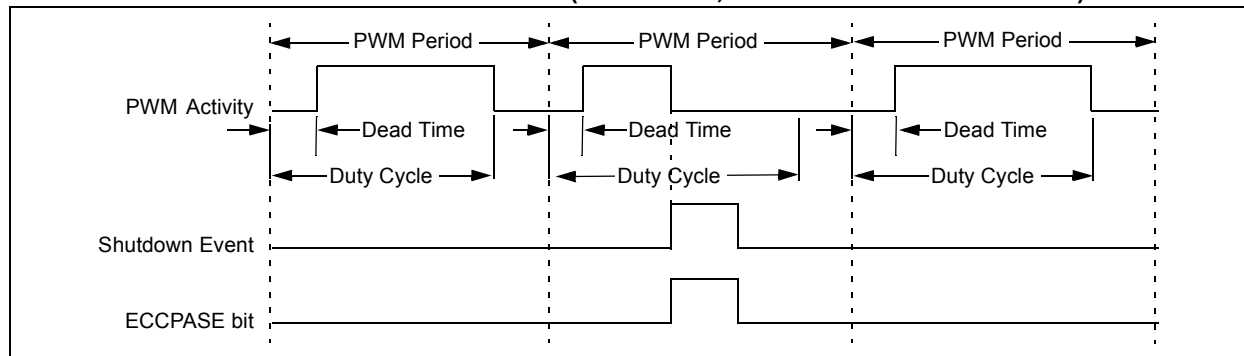 PWM Period PWM Period PWM Period
PWM Activity
Dead Time Dead Time Dead Time
Duty Cycle Duty Cycle Duty Cycle
Shutdown Event
ECCPASE bit